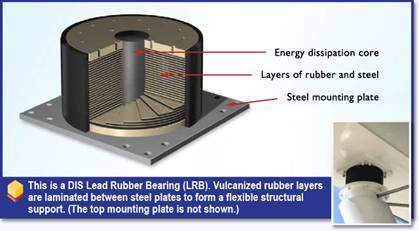 Energy dissipation core
Layers of rubber and steel
Steel mounting plate
This is a DIS Lead Rubber Bearing (LRB). Vulcanized rubber layers
are laminated between steel plates to form a flexible structural
support. (The top mounting plate is not shown.)